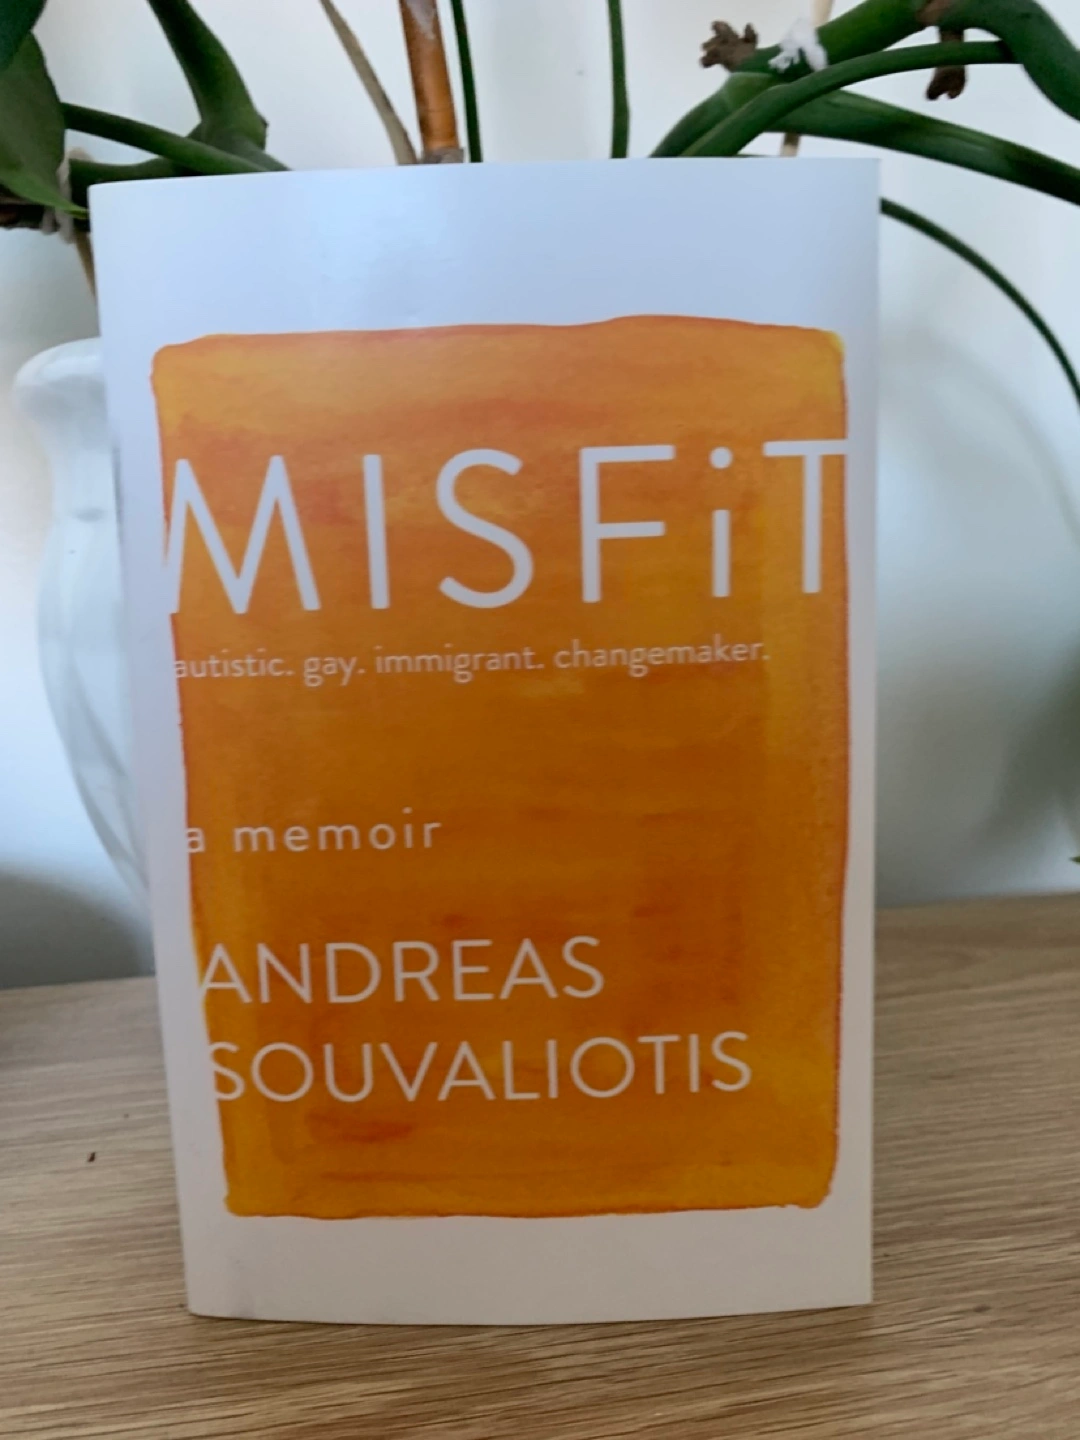 MISFiT
autistic. gay. immigrant. changemaker.
a memoir
ANDREAS
SOUVALIOTIS